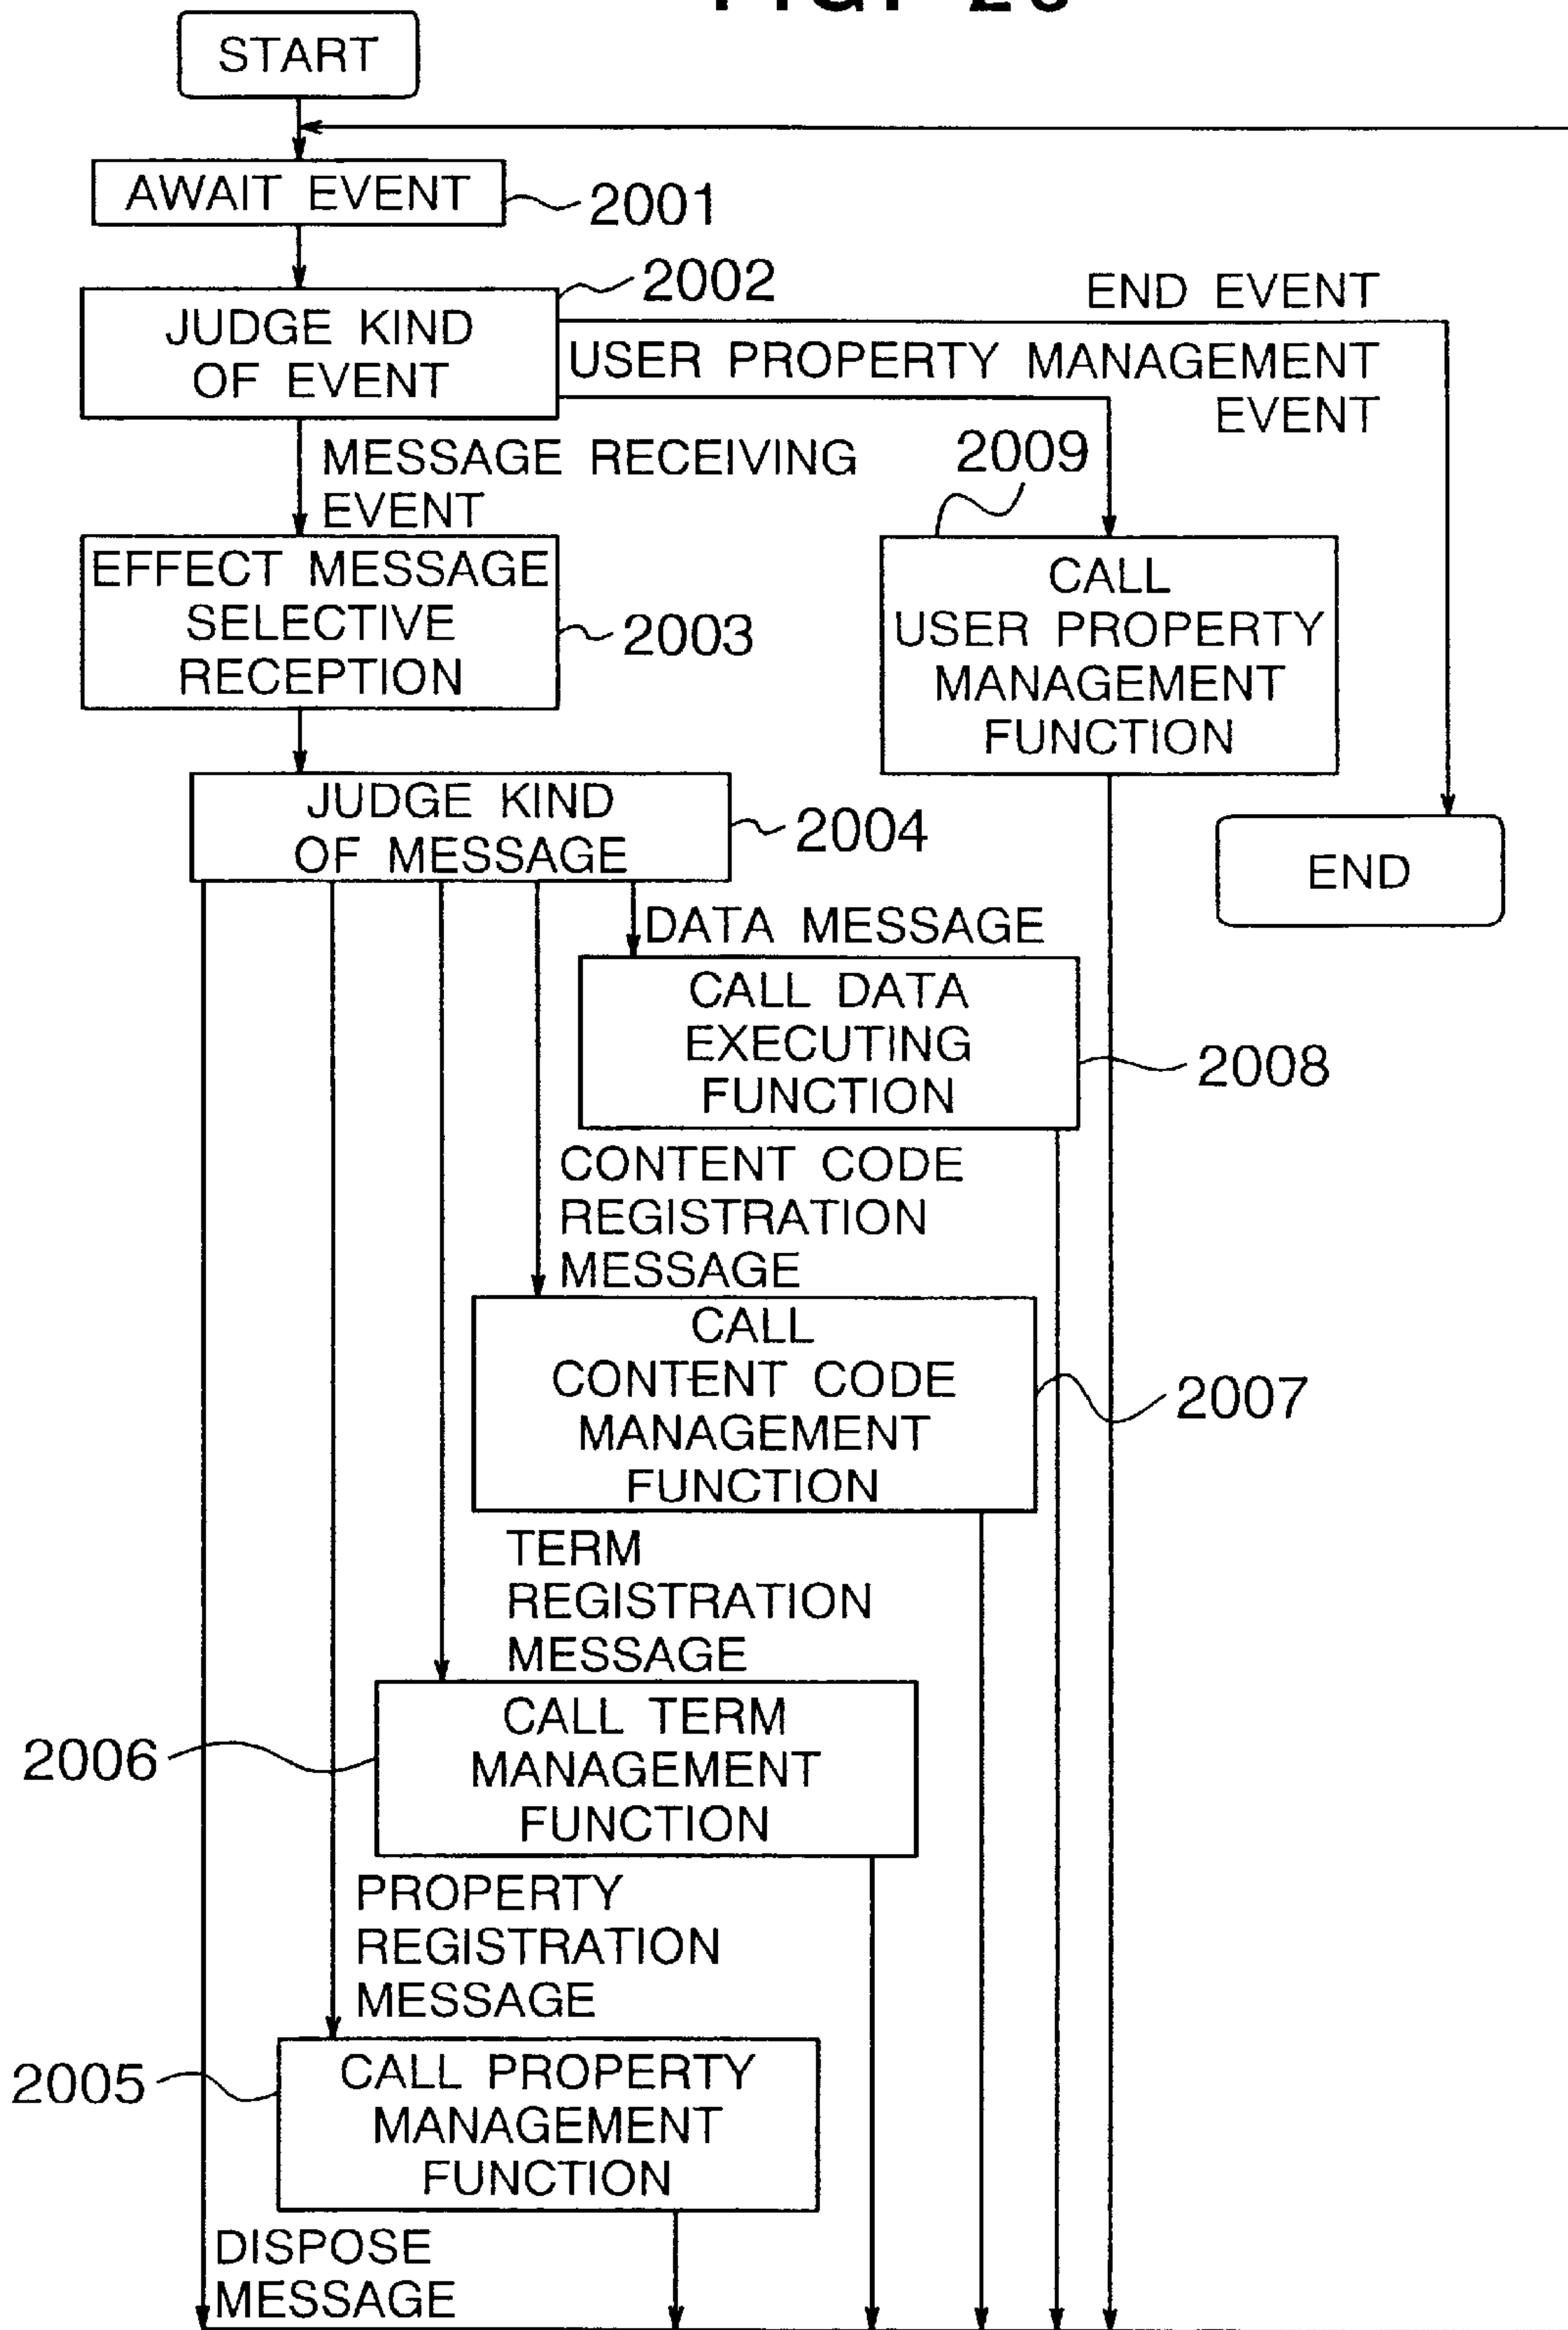 START
AWAIT EVENT
2001
2002
JUDGE KIND
OF EVENT
END EVENT
USER PROPERTY MANAGEMENT
EVENT
MESSAGE RECEIVING
EVENT
2009
EFFECT MESSAGE
SELECTIVE
RECEPTION
2003
CALL
USER PROPERTY
MANAGEMENT
FUNCTION
JUDGE KIND
OF MESSAGE
2004
END
DATA MESSAGE
CALL DATA
EXECUTING
FUNCTION
2008
CONTENT CODE
REGISTRATION
MESSAGE
CALL
CONTENT CODE
MANAGEMENT
FUNCTION
2007
TERM
REGISTRATION
MESSAGE
CALL TERM
MANAGEMENT
FUNCTION
2006
PROPERTY
REGISTRATION
MESSAGE
CALL PROPERTY
MANAGEMENT
FUNCTION
2005
DISPOSE
MESSAGE